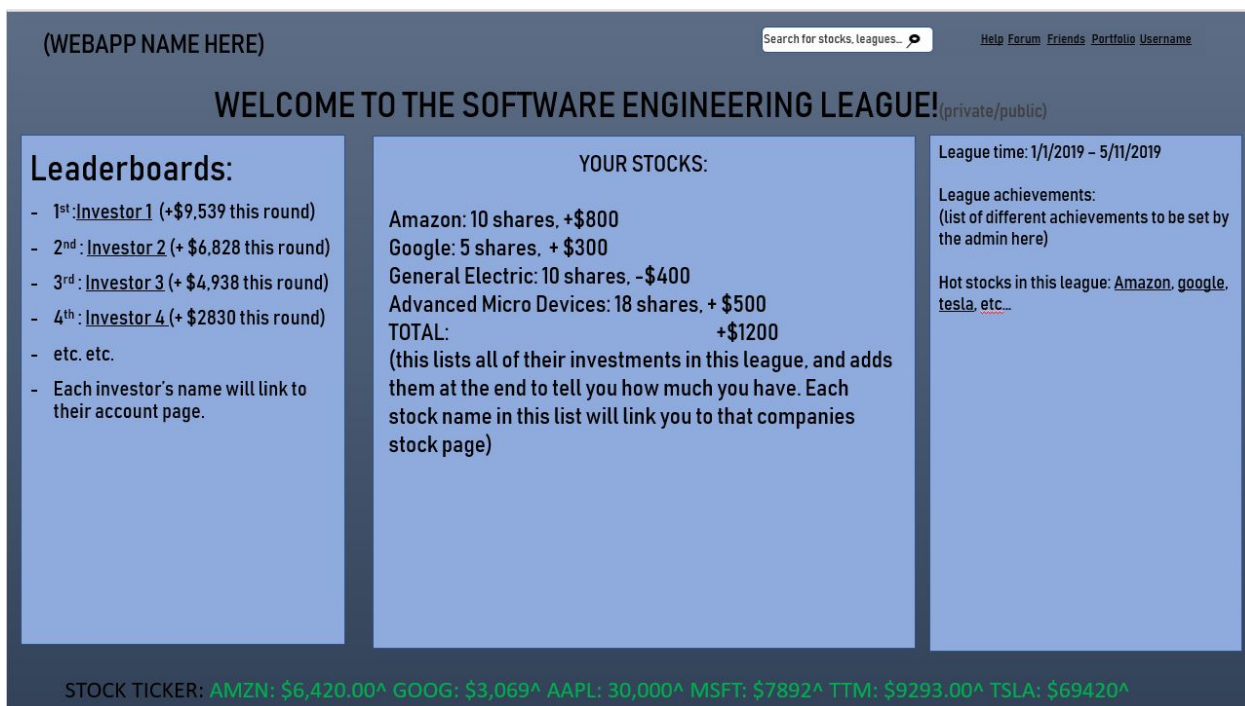 (WEBAPP NAME HERE)
Search for stocks, leagues...
Help Forum Friends Portfolio Username
WELCOME TO THE SOFTWARE ENGINEERING LEAGUE!(private/public)
Leaderboards:
- 1st :Investor 1 (+$9,539 this round)
- 2nd : Investor 2 (+ $6,828 this round)
- 3rd : Investor 3 (+ $4,938 this round)
- 4th : Investor 4 (+ $2830 this round)
- etc. etc.
- Each investor's name will link to
their account page.
YOUR STOCKS:
Amazon: 10 shares, +$800
Google: 5 shares, + $300
General Electric: 10 shares, -$400
Advanced Micro Devices: 18 shares, + $500
TOTAL: +$1200
(this lists all of their investments in this league, and adds
them at the end to tell you how much you have. Each
stock name in this list will link you to that companies
stock page)
League time: 1/1/2019 – 5/11/2019
League achievements:
(list of different achievements to be set by
the admin here)
Hot stocks in this league: Amazon, google,
tesla, etc...
STOCK TICKER: AMZN: $6,420.00^ GOOG: $3,069^ AAPL: 30,000^ MSFT: $7892^ TTM: $9293.00^ TSLA: $69420^